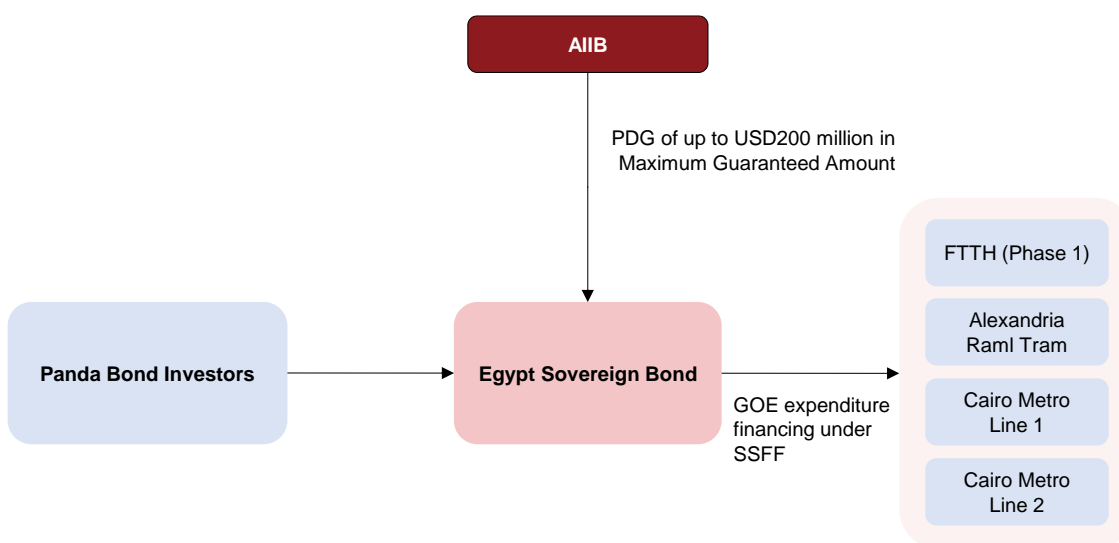 AIIB
PDG of up to USD200 million in
Maximum Guaranteed Amount
Panda Bond Investors
Egypt Sovereign Bond
GOE expenditure
financing under
SSFF
FTTH (Phase 1)
Alexandria
Raml Tram
Cairo Metro
Line 1
Cairo Metro
Line 2